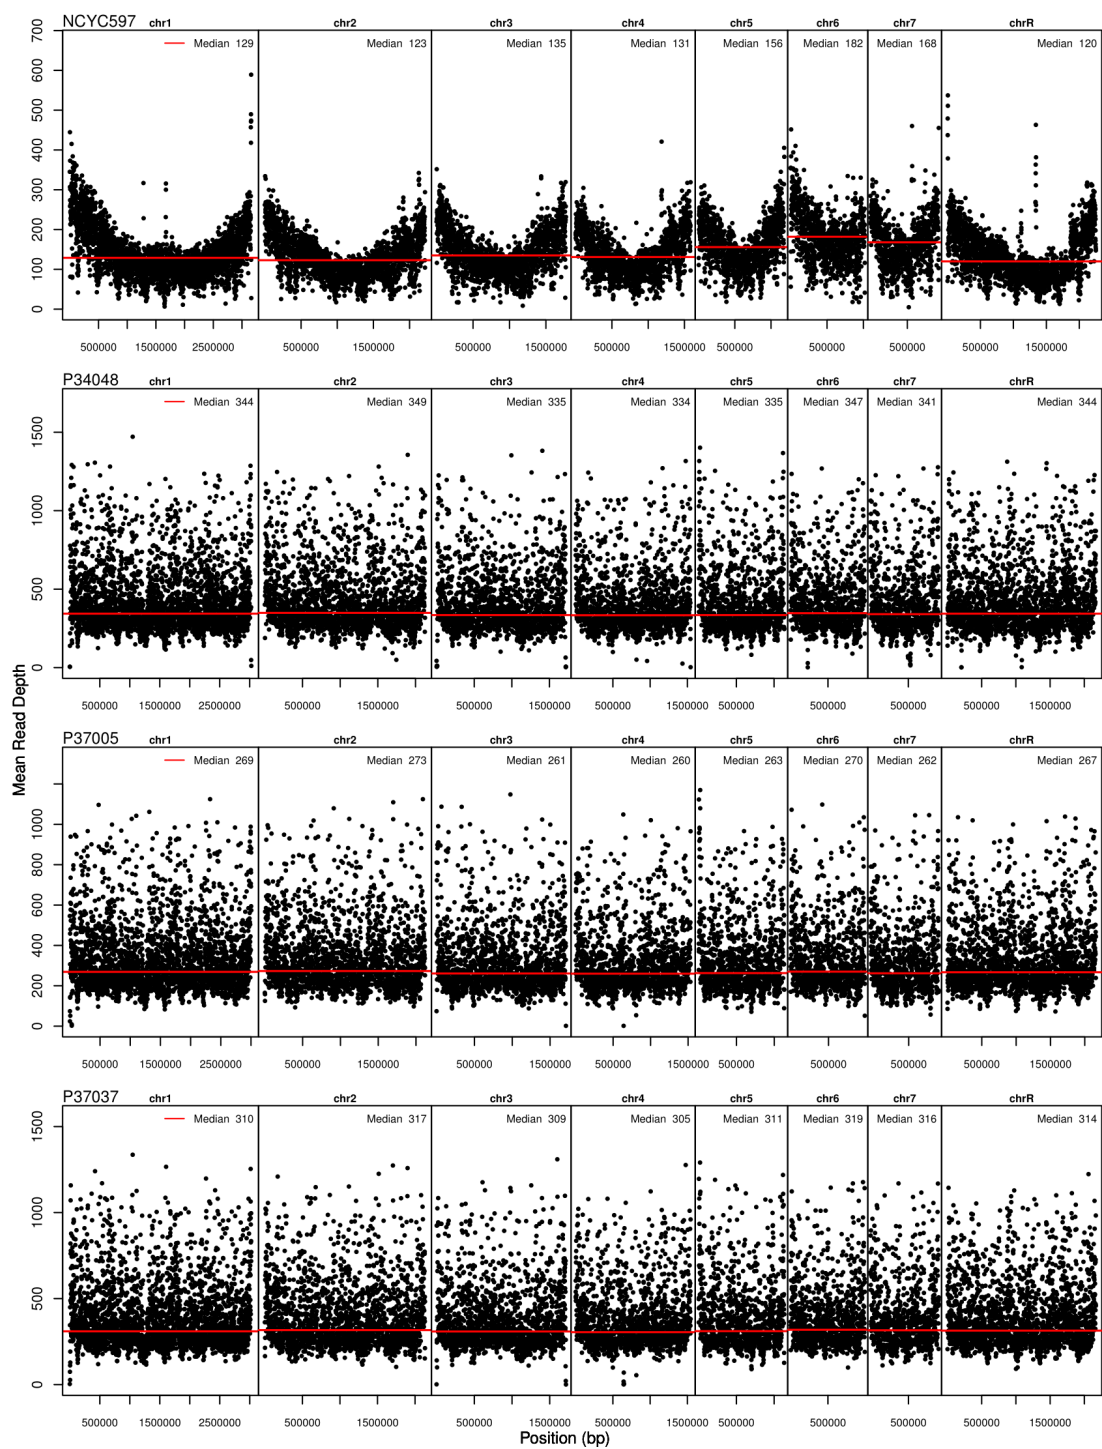 NCYC597
chr1 chr2 chr3 chr4 chr5 chr6 chr7 chrR
Median 129 Median 123 Median 135 Median 131 Median 156 Median 182 Median 168 Median 120
700
600
500
400
300
200
100
0
500000 1500000 2500000 500000 1500000 500000 1500000 500000 1500000 500000 500000 500000 1500000
P34048
chr1 chr2 chr3 chr4 chr5 chr6 chr7 chrR
Median 344 Median 349 Median 335 Median 334 Median 335 Median 347 Median 341 Median 344
1500
1000
500
0
500000 1500000 2500000 500000 1500000 500000 1500000 500000 1500000 500000 500000 500000 500000 1500000
Mean Read Depth
P37005
chr1 chr2 chr3 chr4 chr5 chr6 chr7 chrR
Median 269 Median 273 Median 261 Median 260 Median 263 Median 270 Median 262 Median 267
1000
800
600
400
200
0
500000 1500000 2500000 500000 1500000 500000 1500000 500000 1500000 500000 500000 500000 500000 1500000
P37037
chr1 chr2 chr3 chr4 chr5 chr6 chr7 chrR
Median 310 Median 317 Median 309 Median 305 Median 311 Median 319 Median 316 Median 314
1500
1000
500
0
500000 1500000 2500000 500000 1500000 500000 1500000 500000 1500000 500000 500000 500000 500000 1500000
Position (bp)